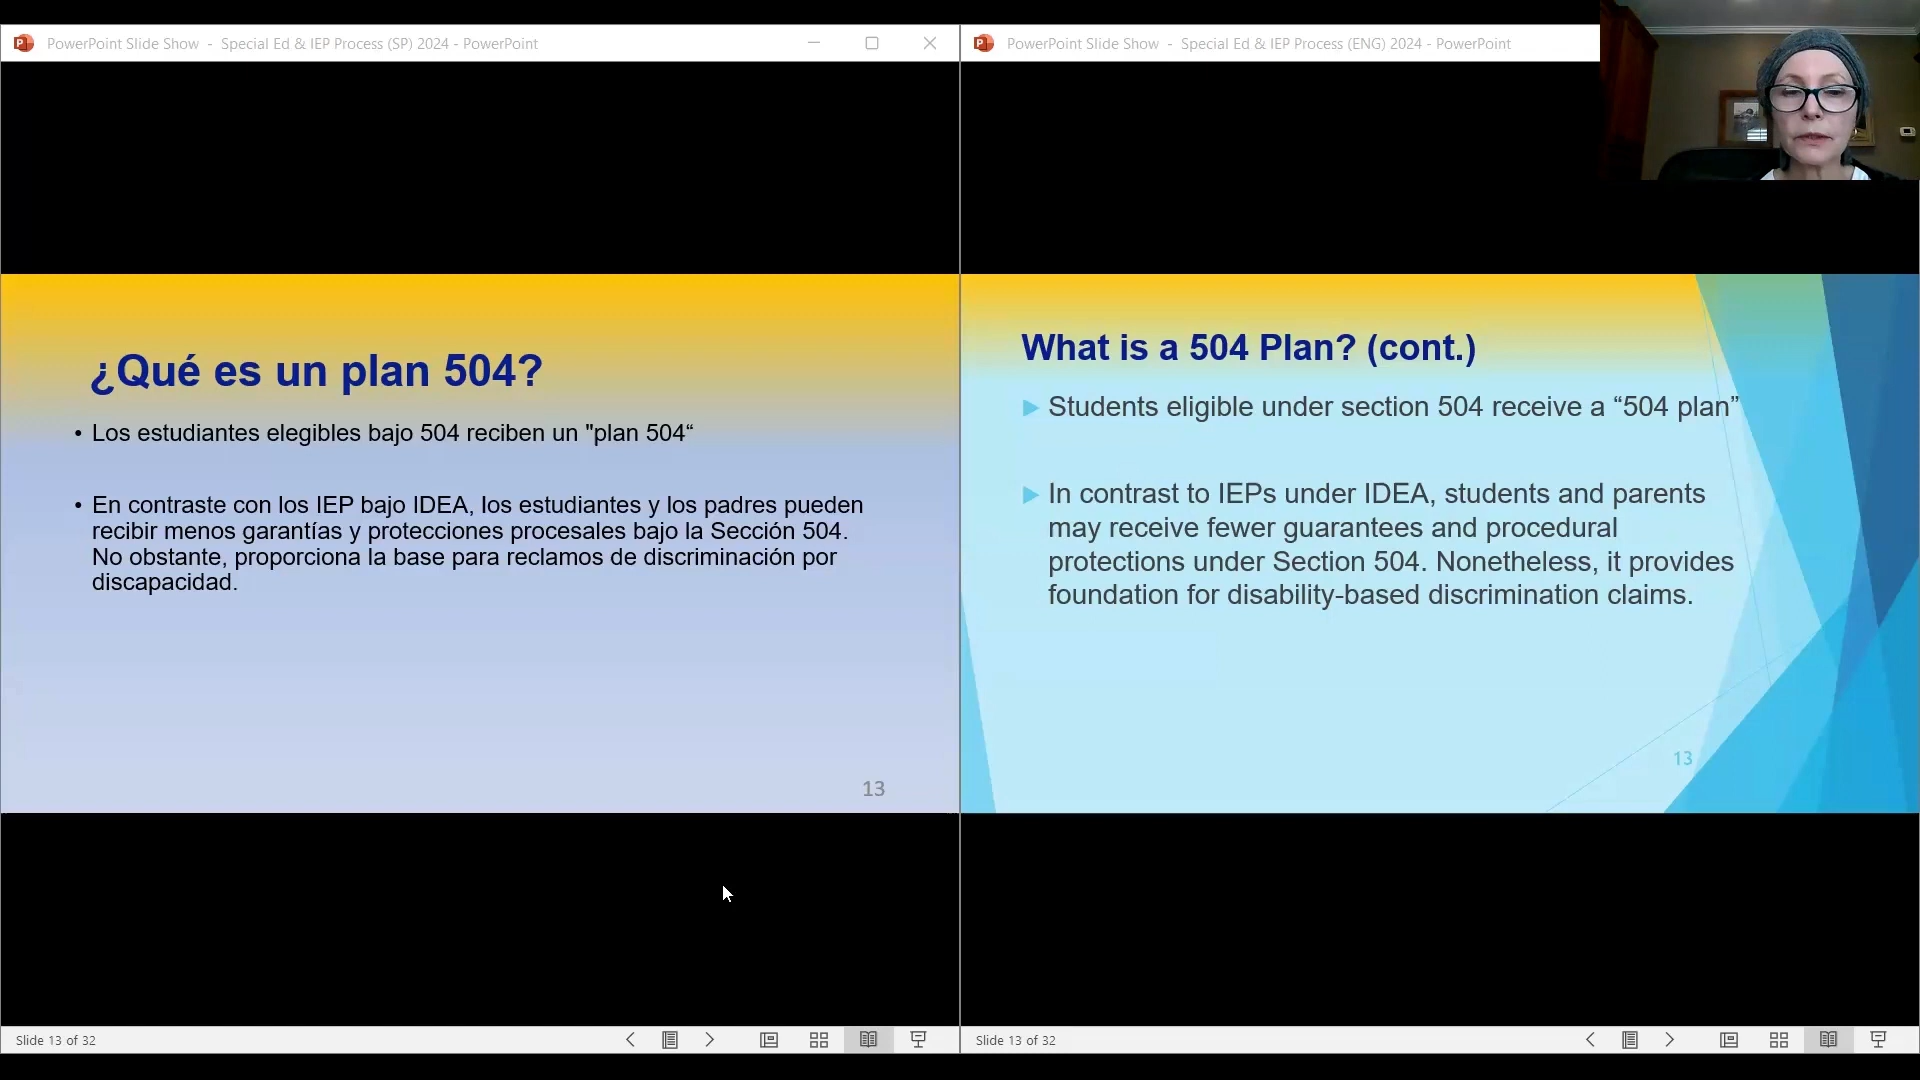 PowerPoint Slide Show - Special Ed & IEP Process (SP) 2024 - PowerPoint
¿Qué es un plan 504?
• Los estudiantes elegibles bajo 504 reciben un "plan 504“
• En contraste con los IEP bajo IDEA, los estudiantes y los padres pueden
recibir menos garantías y protecciones procesales bajo la Sección 504.
No obstante, proporciona la base para reclamos de discriminación por
discapacidad.
13
Slide 13 of 32
PowerPoint Slide Show - Special Ed & IEP Process (ENG) 2024 - PowerPoint
What is a 504 Plan? (cont.)
Students eligible under section 504 receive a “504 plan”
In contrast to IEPs under IDEA, students and parents
may receive fewer guarantees and procedural
protections under Section 504. Nonetheless, it provides
foundation for disability-based discrimination claims.
13
Slide 13 of 32